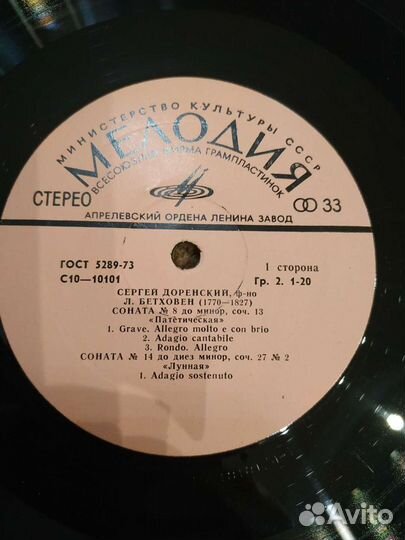 МИНИСТЕРСТВО КУЛЬТУРЫ СССР
МЕЛОДИЯ
ВСЕСОЮЗНАЯ ФИРМА ГРАМПЛАСТИНОК
СТЕРЕО
33
АПРЕЛЕВСКИЙ ОРДЕНА ЛЕНИНА ЗАВОД
ГОСТ 5289-73
1 сторона
С10—10101
Гр. 2. 1-20
СЕРГЕЙ ДОРЕНСКИЙ, ф-но
Л. БЕТХОВЕН (1770—1827)
СОНАТА № 8 до минор, соч. 13
«Патетическая»
1. Grave. Allegro molto e con brio
2. Adagio cantabile
3. Rondo. Allegro
СОНАТА № 14 до диез минор, соч. 27 № 2
«Лунная»
1. Adagio sostenuto
Avito